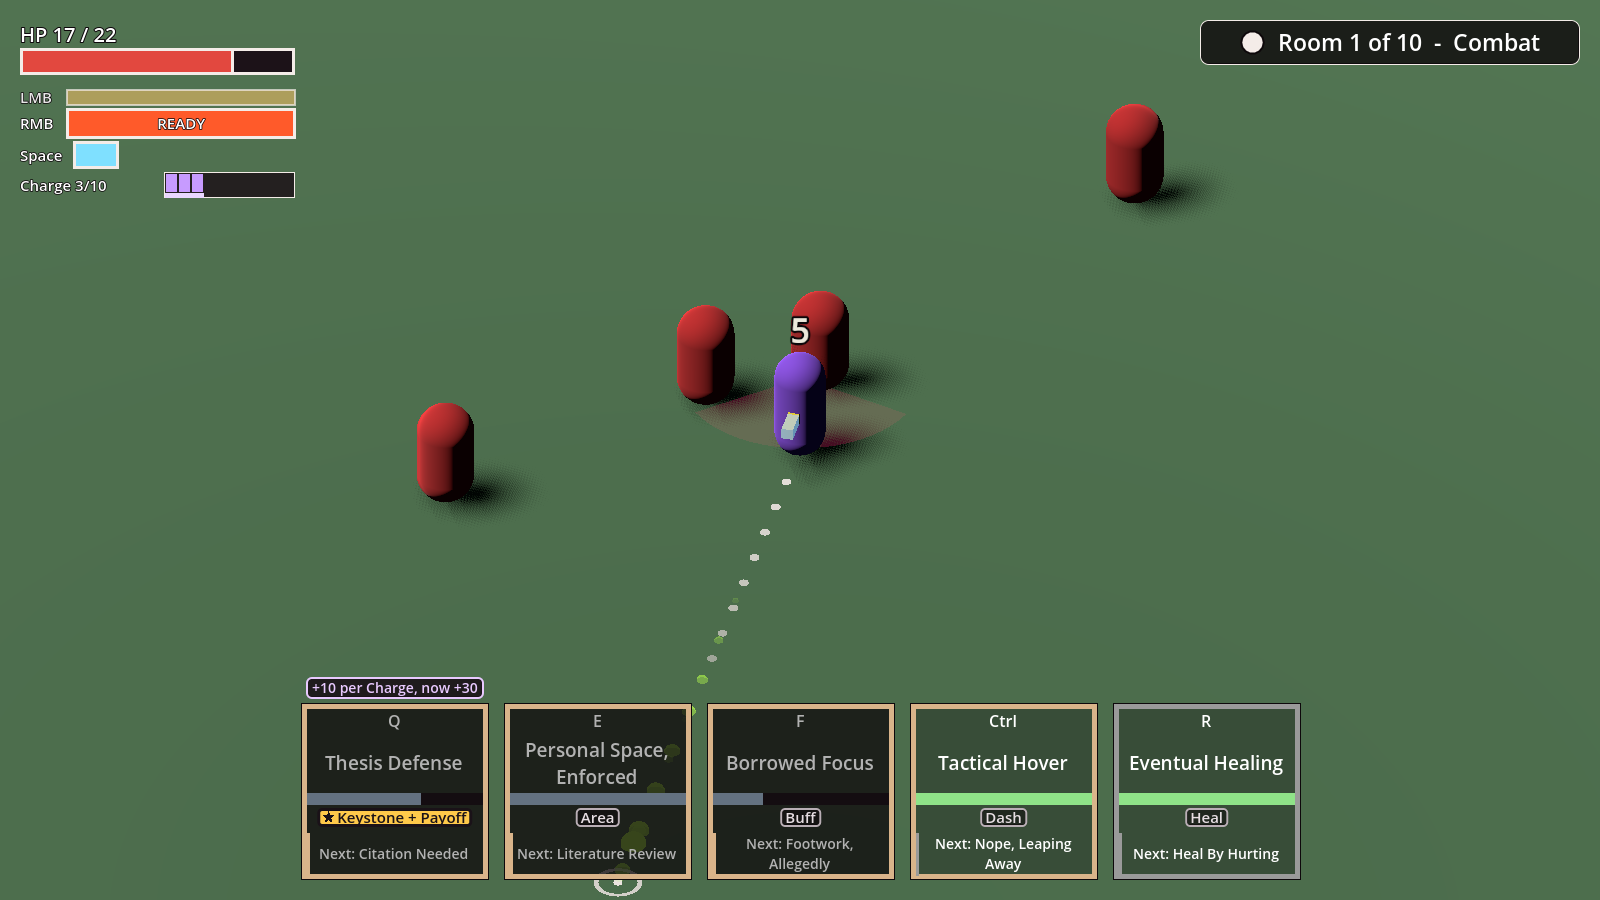 HP 17 / 22
Room 1 of 10 - Combat
LMB
RMB READY
Space
Charge 3/10
5
+10 per Charge, now +30
Q
Thesis Defense
★ Keystone + Payoff
Next: Citation Needed
E
Personal Space,
Enforced
Area
Next: Literature Review
F
Borrowed Focus
Buff
Next: Footwork,
Allegedly
Ctrl
Tactical Hover
Dash
Next: Nope, Leaping
Away
R
Eventual Healing
Heal
Next: Heal By Hurting